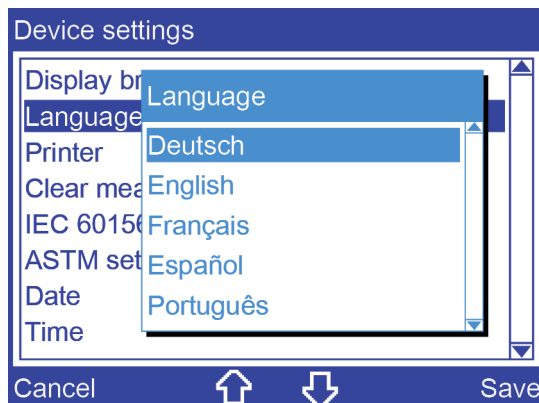 Device settings
Display br
Language
Printer
Clear mea
IEC 60156
ASTM set
Date
Time
Language
Deutsch
English
Français
Español
Português
Cancel
Save